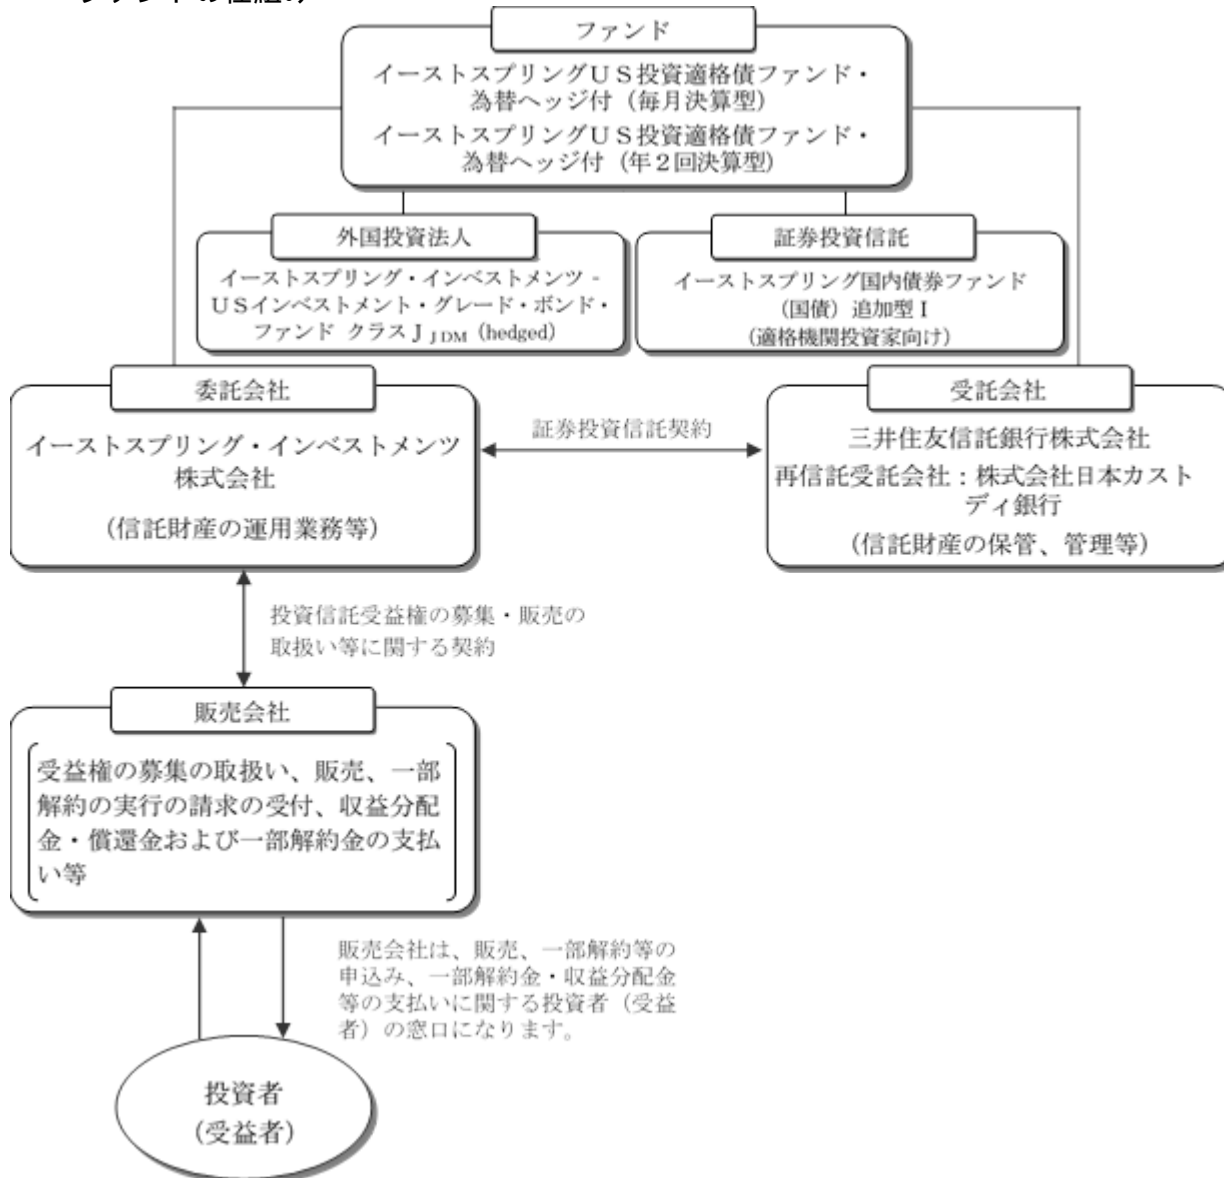 ファンドの仕組み
ファンド
イーストスプリングＵＳ投資適格債ファンド・
為替ヘッジ付（毎月決算型）
イーストスプリングＵＳ投資適格債ファンド・
為替ヘッジ付（年２回決算型）
外国投資法人
イーストスプリング・インベストメンツ -
ＵＳインベストメント・グレード・ボンド・
ファンド クラスＪJDM（hedged）
証券投資信託
イーストスプリング国内債券ファンド
（国債）追加型Ｉ
（適格機関投資家向け）
委託会社
イーストスプリング・インベストメンツ
株式会社
（信託財産の運用業務等）
証券投資信託契約
受託会社
三井住友信託銀行株式会社
再信託受託会社：株式会社日本カスト
ディ銀行
（信託財産の保管、管理等）
投資信託受益権の募集・販売の
取扱い等に関する契約
販売会社
受益権の募集の取扱い、販売、一部
解約の実行の請求の受付、収益分配
金・償還金および一部解約金の支払
い等
販売会社は、販売、一部解約等の
申込み、一部解約金・収益分配金
等の支払いに関する投資者（受益
者）の窓口になります。
投資者
（受益者）